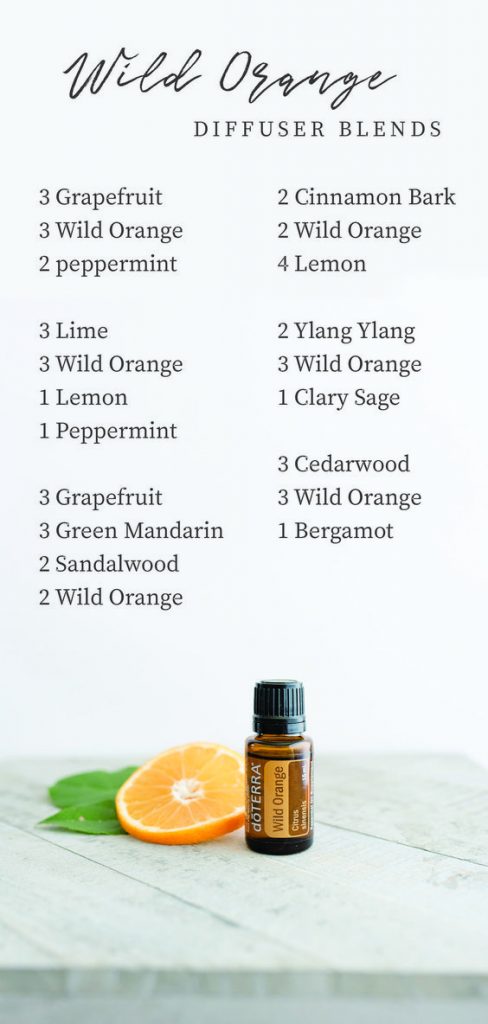 Wild Orange
DIFFUSER BLENDS
3 Grapefruit
3 Wild Orange
2 peppermint
3 Lime
3 Wild Orange
1 Lemon
1 Peppermint
3 Grapefruit
3 Green Mandarin
2 Sandalwood
2 Wild Orange
2 Cinnamon Bark
2 Wild Orange
4 Lemon
2 Ylang Ylang
3 Wild Orange
1 Clary Sage
3 Cedarwood
3 Wild Orange
1 Bergamot
dōTERRA
Wild Orange
Citrus
sinensis